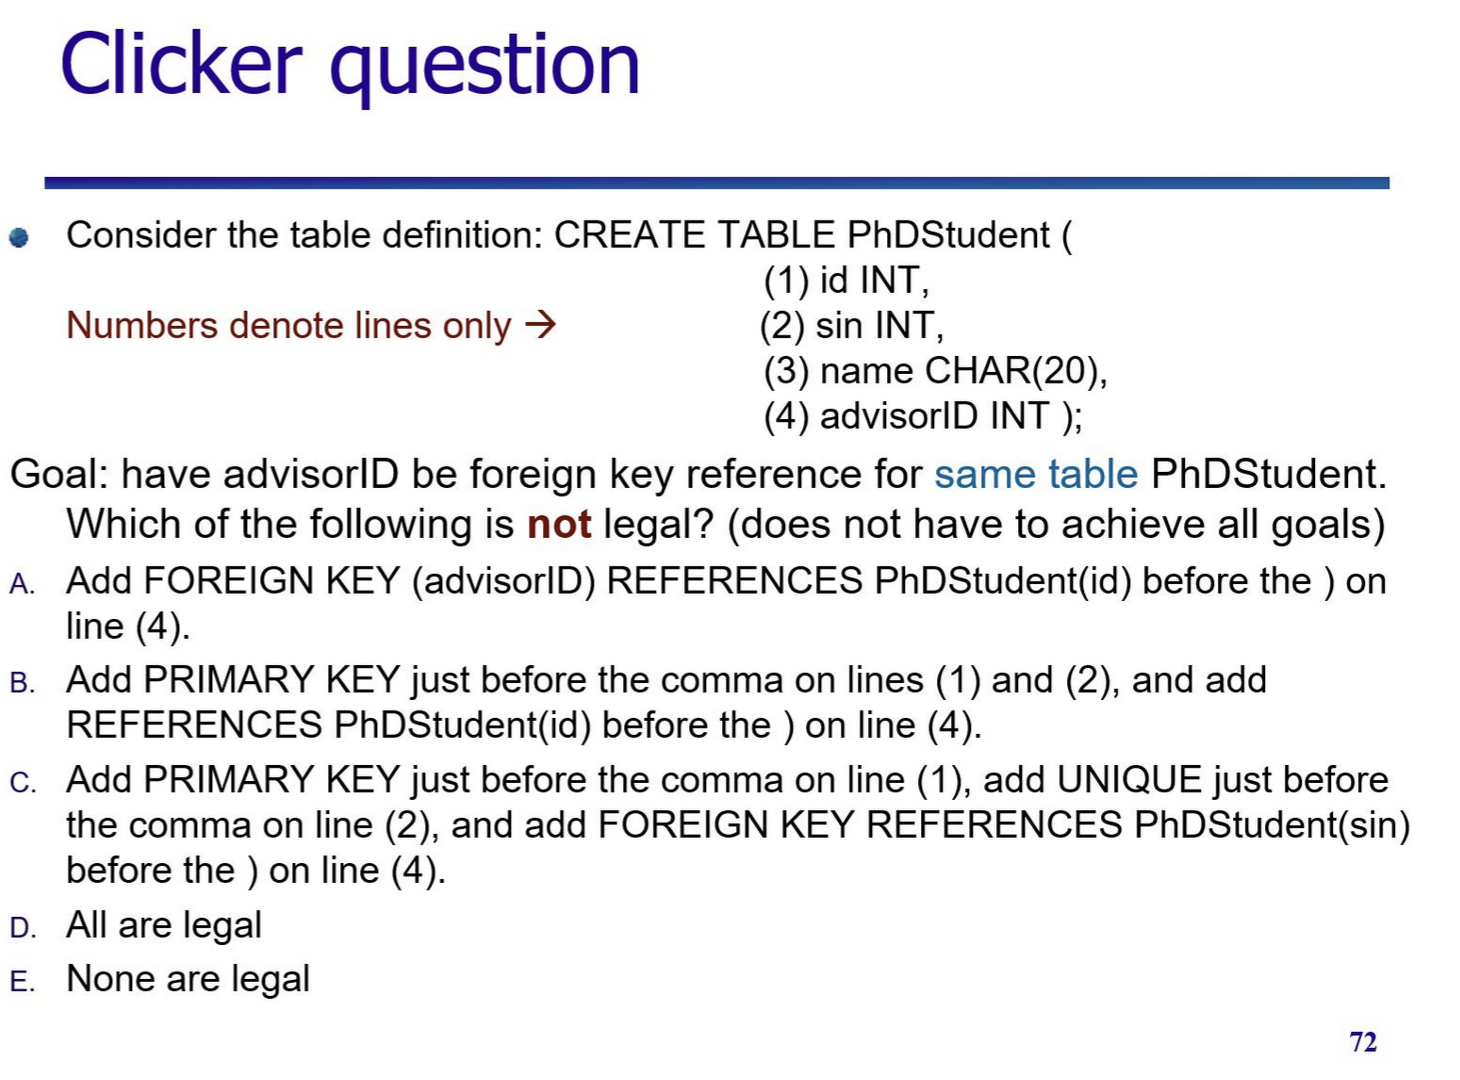 Clicker question
Consider the table definition: CREATE TABLE PhDStudent (
(1) id INT,
Numbers denote lines only → (2) sin INT,
(3) name CHAR(20),
(4) advisorID INT );
Goal: have advisorID be foreign key reference for same table PhDStudent.
Which of the following is not legal? (does not have to achieve all goals)
A. Add FOREIGN KEY (advisorID) REFERENCES PhDStudent(id) before the ) on
line (4).
B. Add PRIMARY KEY just before the comma on lines (1) and (2), and add
REFERENCES PhDStudent(id) before the ) on line (4).
C. Add PRIMARY KEY just before the comma on line (1), add UNIQUE just before
the comma on line (2), and add FOREIGN KEY REFERENCES PhDStudent(sin)
before the ) on line (4).
D. All are legal
E. None are legal
72